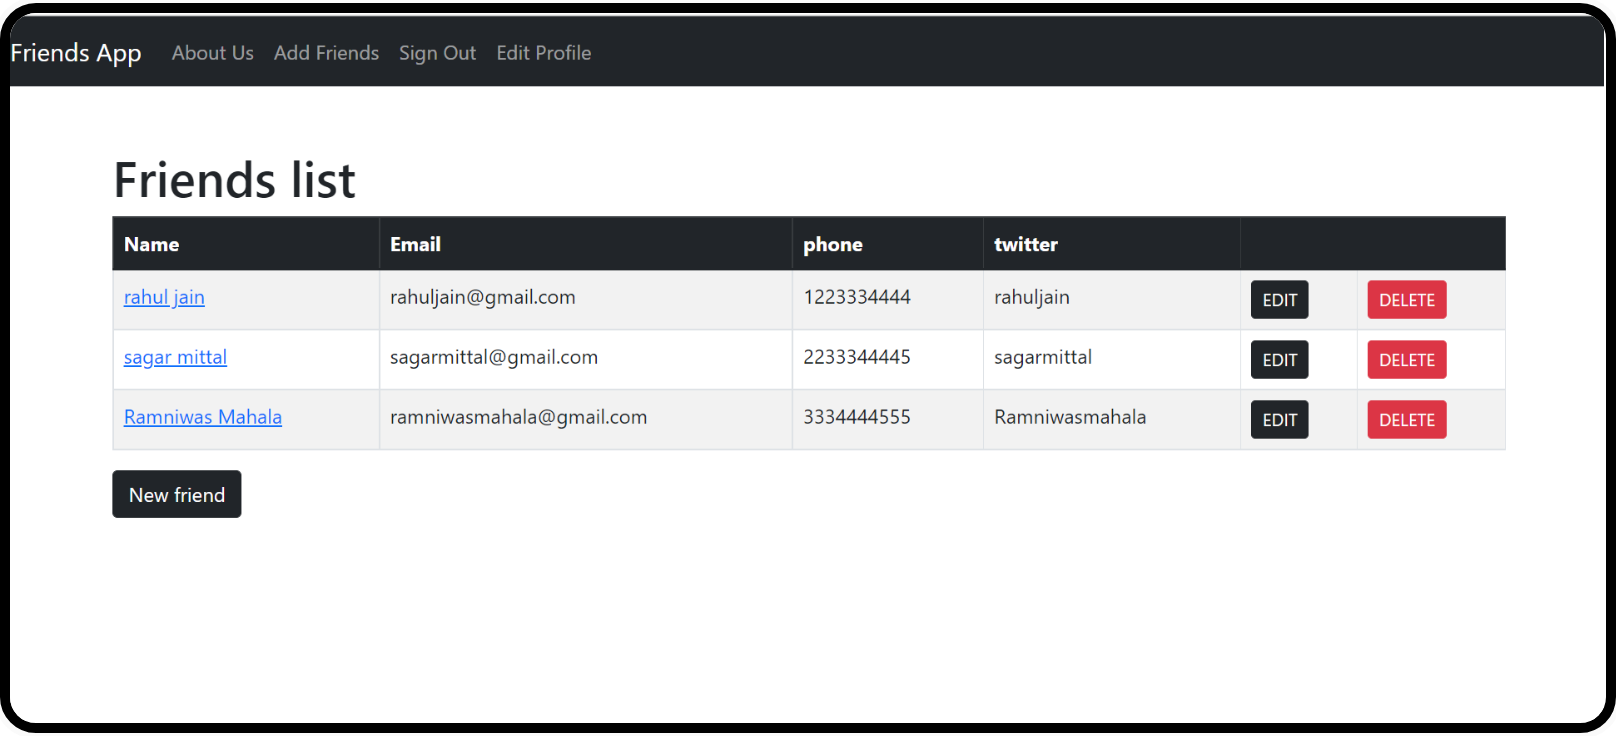 Friends App About Us Add Friends Sign Out Edit Profile
Friends list
Name Email phone twitter
rahul jain rahuljain@gmail.com 1223334444 rahuljain EDIT DELETE
sagar mittal sagarmittal@gmail.com 2233344445 sagarmittal EDIT DELETE
Ramniwas Mahala ramniwasmahala@gmail.com 3334444555 Ramniwasmahala EDIT DELETE
New friend